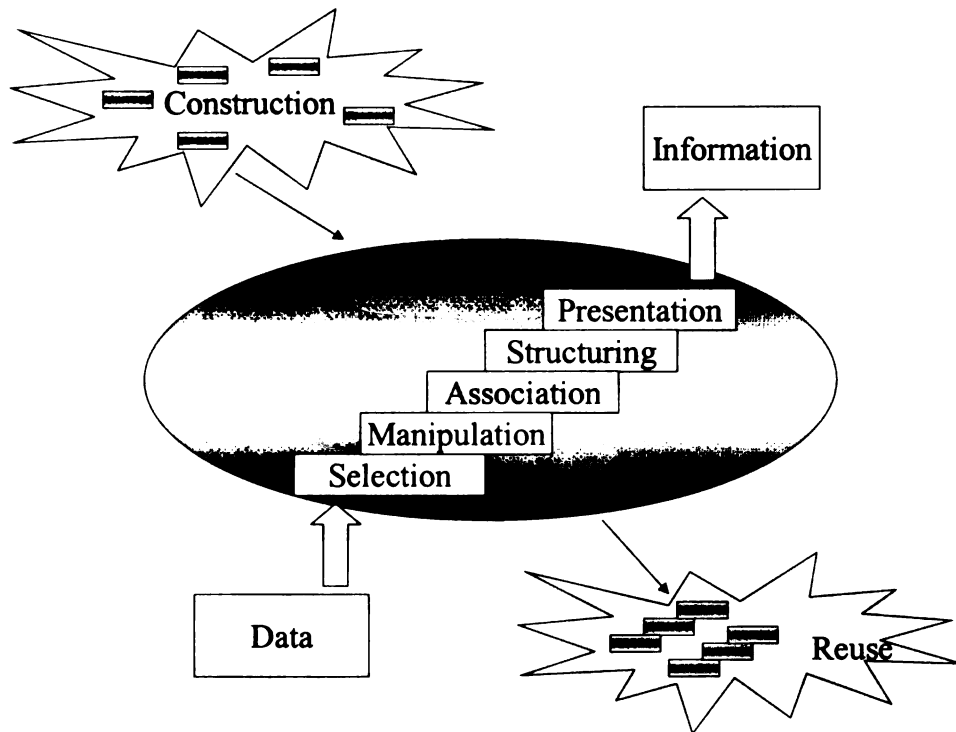 Construction
Information
Presentation
Structuring
Association
Manipulation
Selection
Data
Reuse